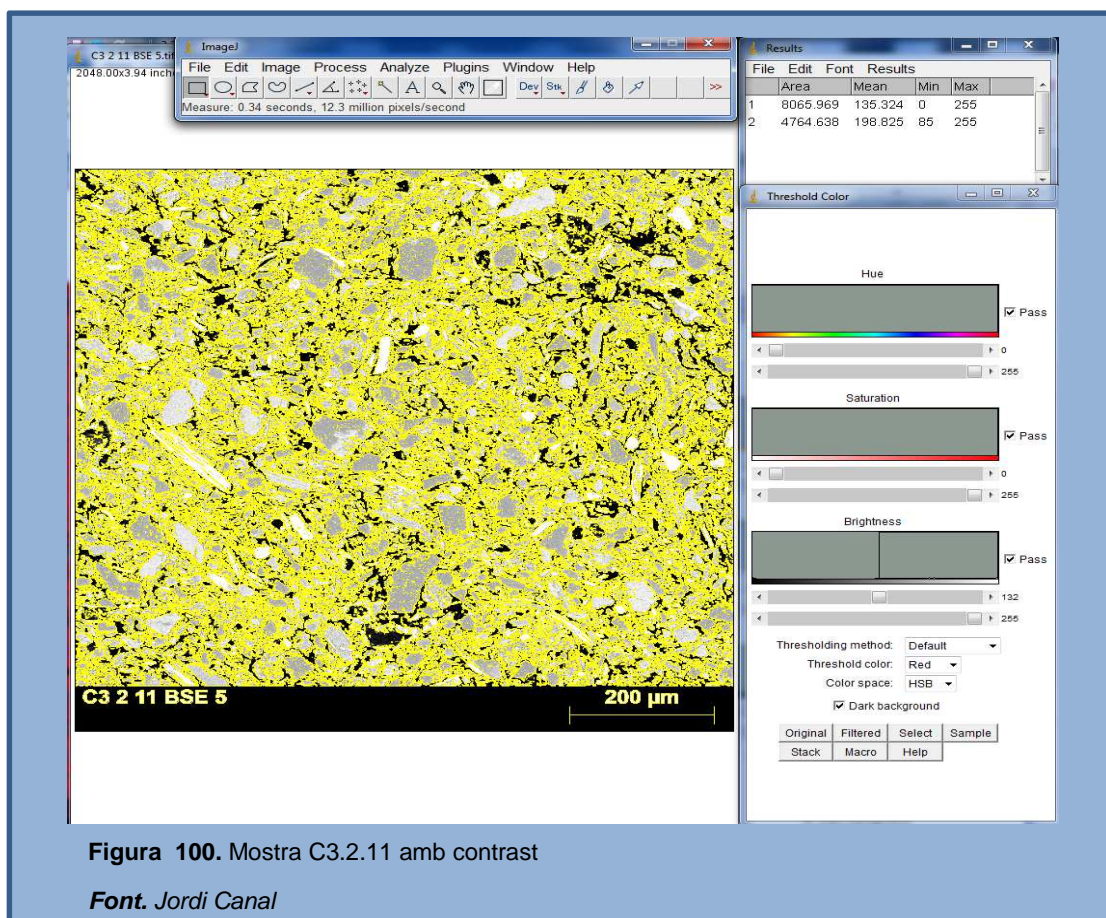 C3 2 11 BSE 5.tif
2048.00x3.94 inch
ImageJ
File Edit Image Process Analyze Plugins Window Help
Dev Stk >>
Measure: 0.34 seconds, 12.3 million pixels/second
Results
File Edit Font Results
Area Mean Min Max
1 8065.969 135.324 0 255
2 4764.638 198.825 85 255
Threshold Color
Hue
Pass
0
255
Saturation
Pass
0
255
Brightness
Pass
132
255
Thresholding method: Default
Threshold color: Red
Color space: HSB
Dark background
Original Filtered Select Sample
Stack Macro Help
C3 2 11 BSE 5 200 µm
Figura 100. Mostra C3.2.11 amb contrast
Font. Jordi Canal